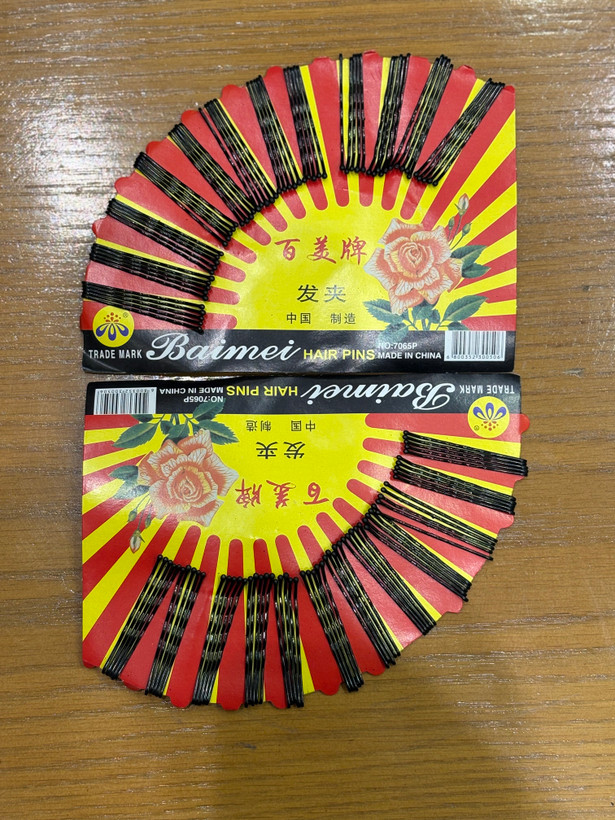 百美牌
发夹
中国 制造
TRADE MARK
Baimei HAIR PINS
NO:7065P
MADE IN CHINA
TRADE MARK
Baimei HAIR PINS
NO:7065P
MADE IN CHINA
发夹
中国 制造
百美牌